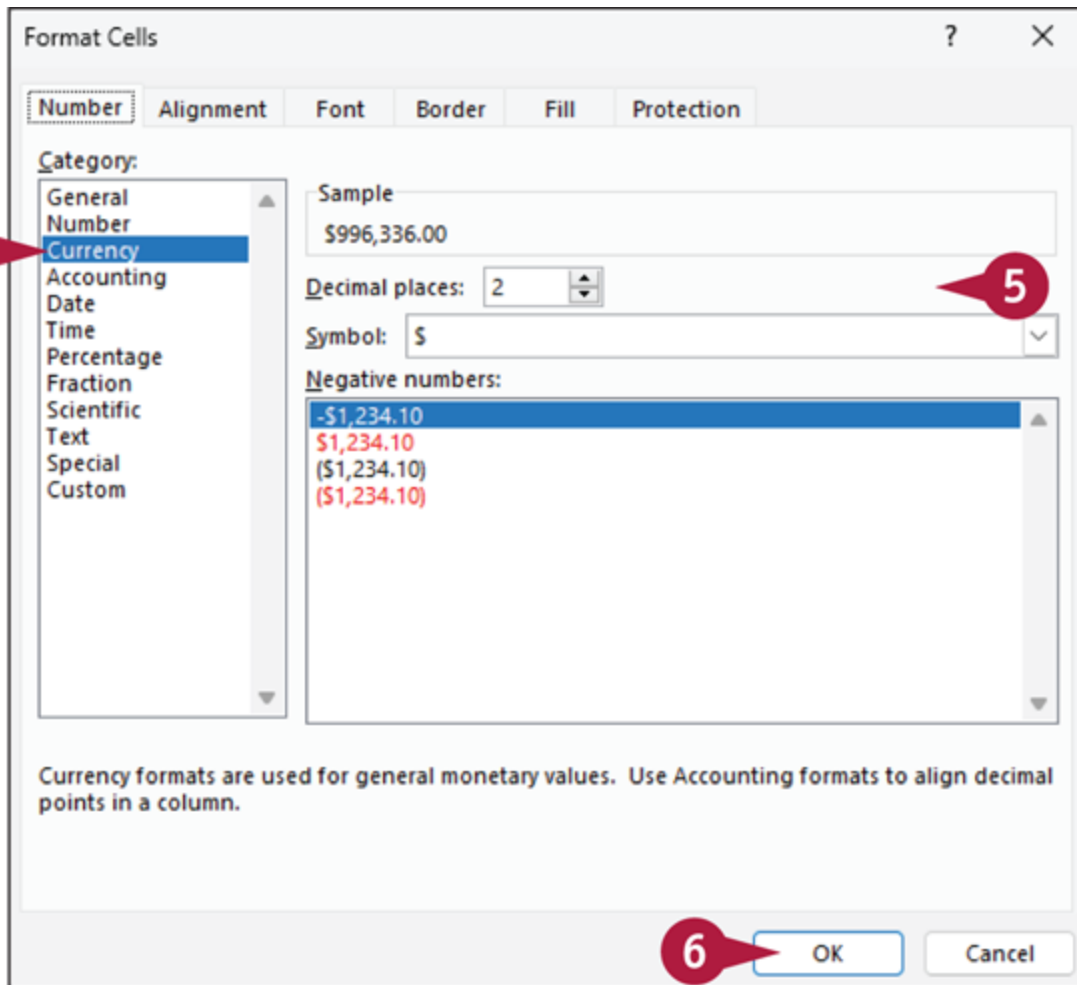 Format Cells ? X
Number Alignment Font Border Fill Protection
Category:
General
Number
Currency
Accounting
Date
Time
Percentage
Fraction
Scientific
Text
Special
Custom
Sample
$996,336.00
Decimal places: 2
5
Symbol: $
Negative numbers:
-$1,234.10
$1,234.10
($1,234.10)
($1,234.10)
Currency formats are used for general monetary values. Use Accounting formats to align decimal
points in a column.
6 OK Cancel